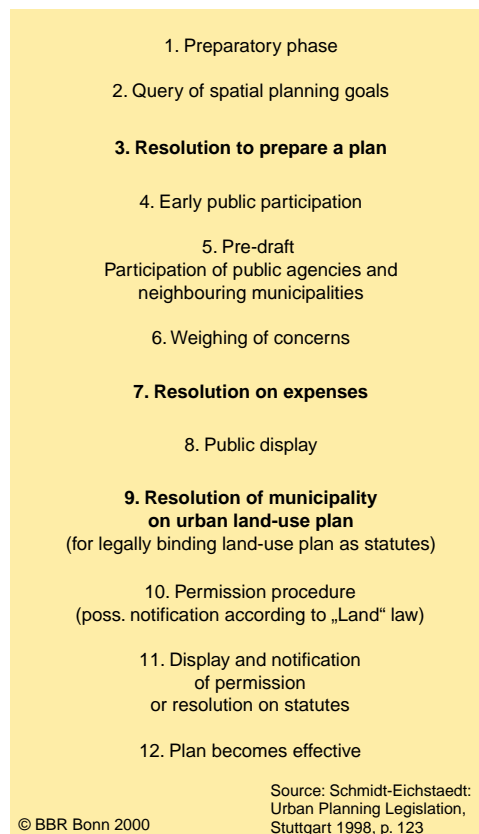 1. Preparatory phase
2. Query of spatial planning goals
3. Resolution to prepare a plan
4. Early public participation
5. Pre-draft
Participation of public agencies and
neighbouring municipalities
6. Weighing of concerns
7. Resolution on expenses
8. Public display
9. Resolution of municipality
on urban land-use plan
(for legally binding land-use plan as statutes)
10. Permission procedure
(poss. notification according to „Land“ law)
11. Display and notification
of permission
or resolution on statutes
12. Plan becomes effective
© BBR Bonn 2000
Source: Schmidt-Eichstaedt:
Urban Planning Legislation,
Stuttgart 1998, p. 123